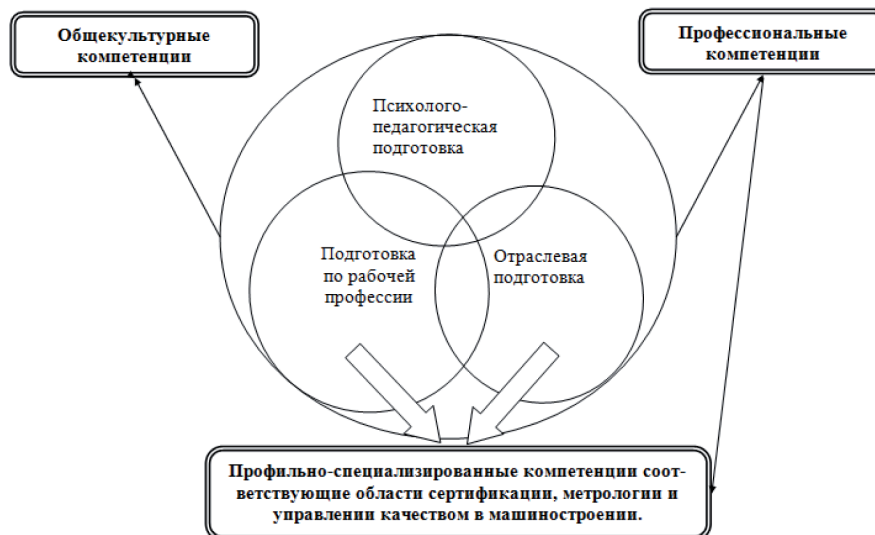 Общекультурные
компетенции
Профессиональные
компетенции
Психолого-
педагогическая
подготовка
Подготовка
по рабочей
профессии
Отраслевая
подготовка
Профильно-специализированные компетенции соот-
ветствующие области сертификации, метрологии и
управлении качеством в машиностроении.